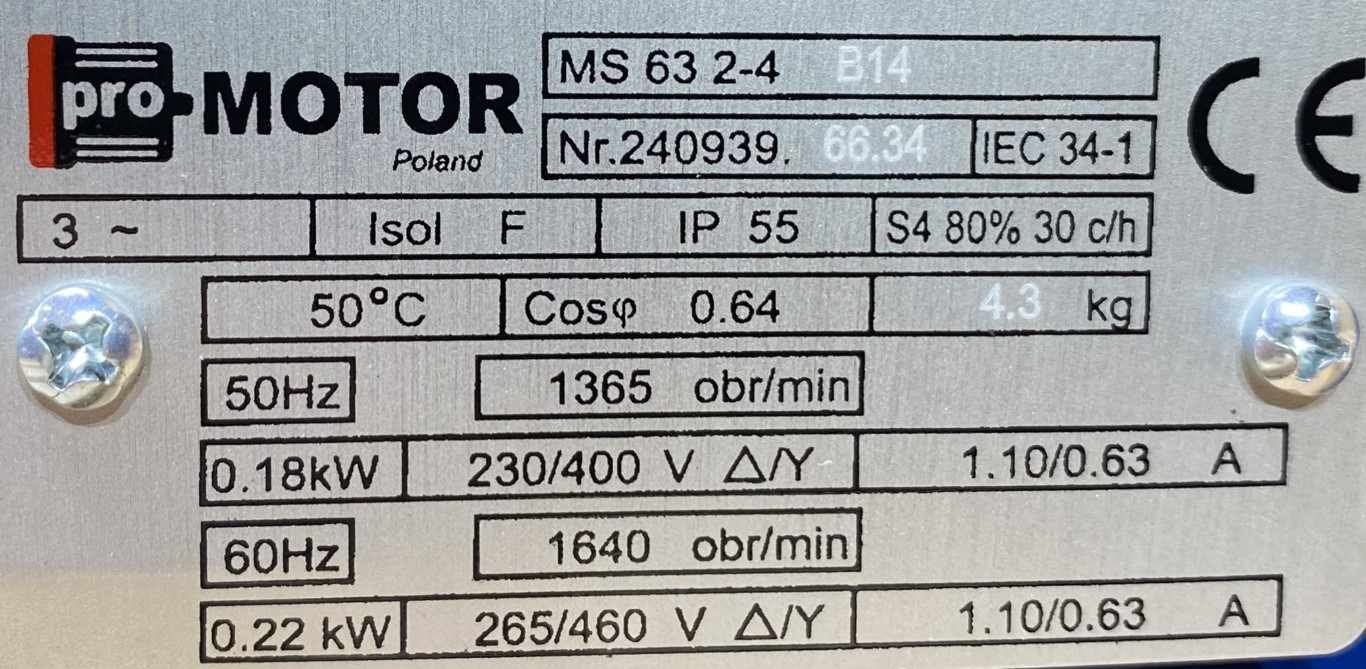 pro MOTOR
Poland
MS 63 2-4 B14
Nr.240939. 66.34 IEC 34-1
CE
3 ~ Isol F IP 55 S4 80% 30 c/h
50°C Cosφ 0.64 4.3 kg
50Hz 1365 obr/min
0.18kW 230/400 V Δ/Y 1.10/0.63 A
60Hz 1640 obr/min
0.22 kW 265/460 V Δ/Y 1.10/0.63 A